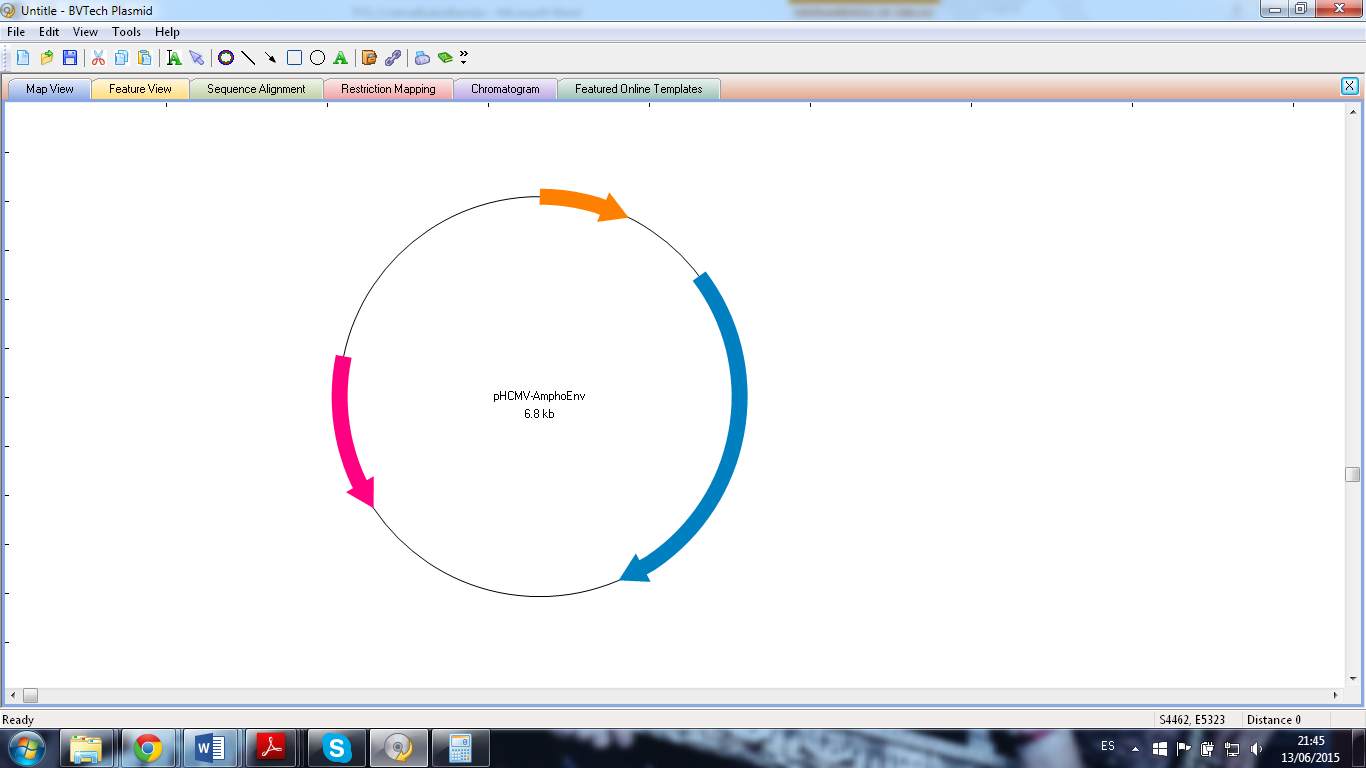 Untitle - BVTech Plasmid
File Edit View Tools Help
Map View Feature View Sequence Alignment Restriction Mapping Chromatogram Featured Online Templates
pHCMV-AmphoEnv
6.8 kb
Ready S4462, E5323 Distance 0
ES 21:45
13/06/2015